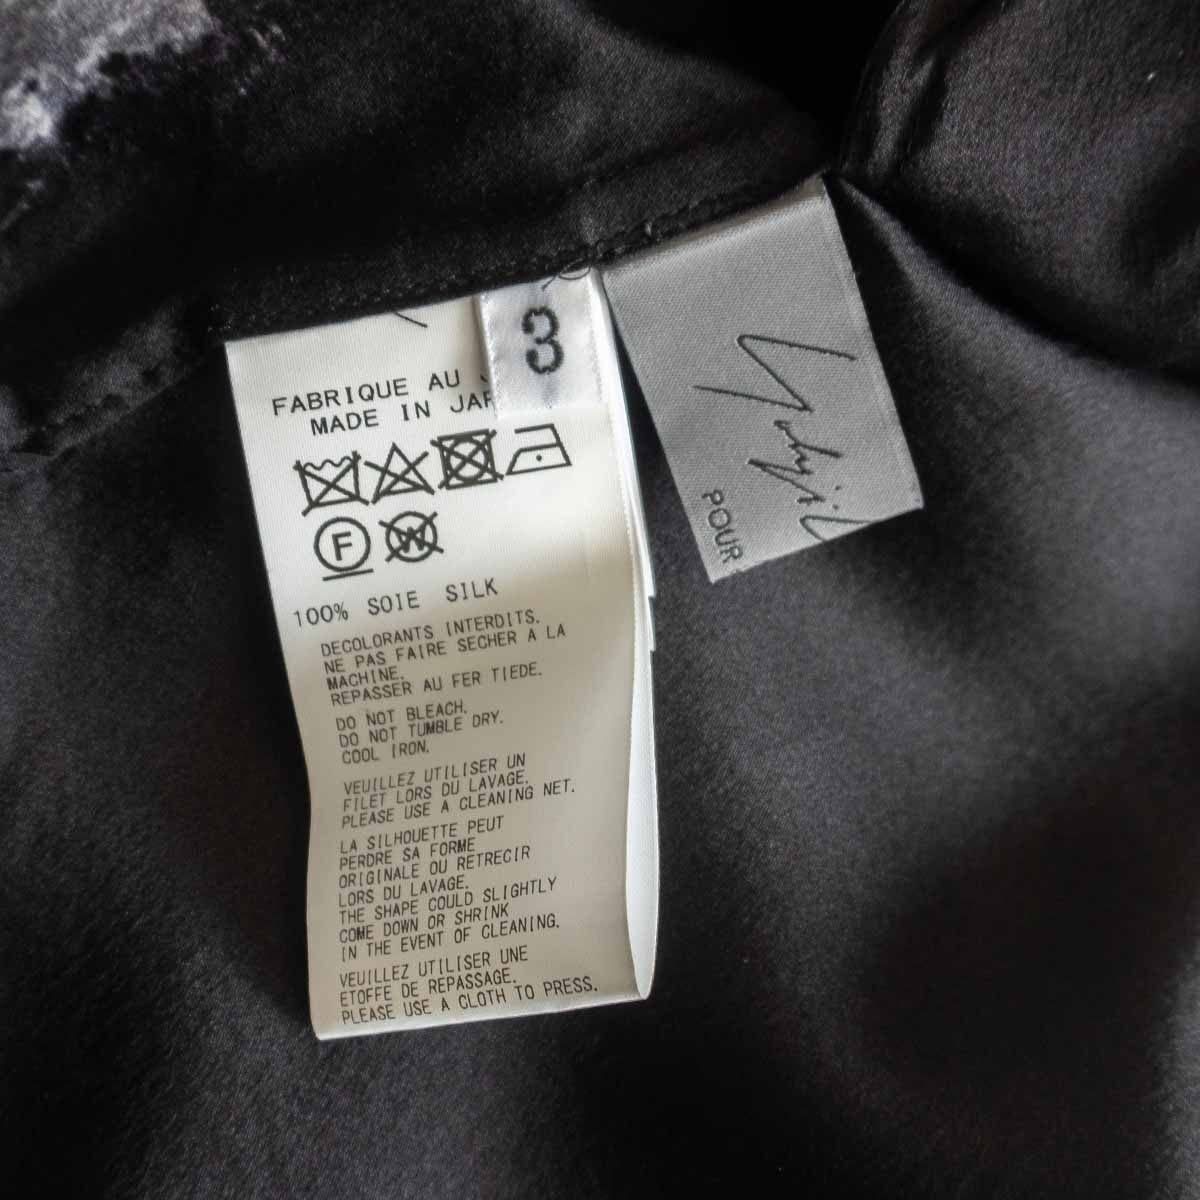 3
FABRIQUE AU
MADE IN JAP
F
W
100% SOIE SILK
DECOLORANTS INTERDITS.
NE PAS FAIRE SECHER A LA
MACHINE.
REPASSER AU FER TIEDE.
DO NOT BLEACH.
DO NOT TUMBLE DRY.
COOL IRON.
VEUILLEZ UTILISER UN
FILET LORS DU LAVAGE.
PLEASE USE A CLEANING NET.
LA SILHOUETTE PEUT
PERDRE SA FORME
ORIGINALE OU RETRECIR
LORS DU LAVAGE.
THE SHAPE COULD SLIGHTLY
COME DOWN OR SHRINK
IN THE EVENT OF CLEANING.
VEUILLEZ UTILISER UNE
ETOFFE DE REPASSAGE.
PLEASE USE A CLOTH TO PRESS.
Yohji
POUR